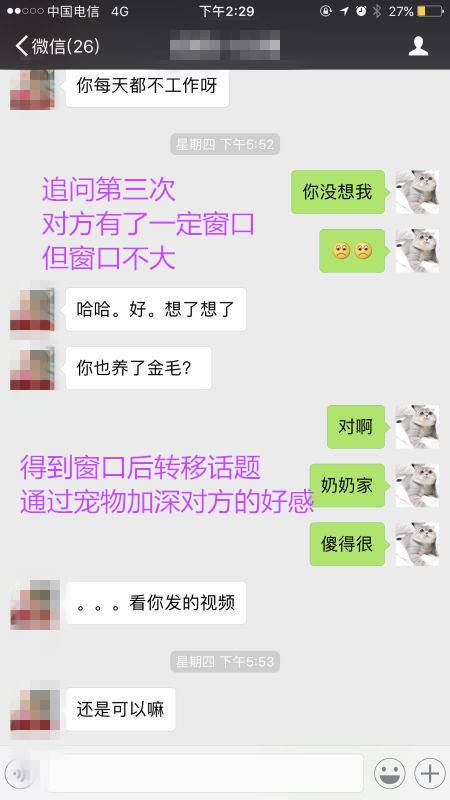 中国电信 4G 下午2:29 27%
微信(26)
你每天都不工作呀
星期四 下午5:52
追问第三次
对方有了一定窗口
但窗口不大
你没想我
哈哈。好。想了想了
你也养了金毛?
对啊
得到窗口后转移话题
通过宠物加深对方的好感
奶奶家
傻得很
。。。看你发的视频
星期四 下午5:53
还是可以嘛